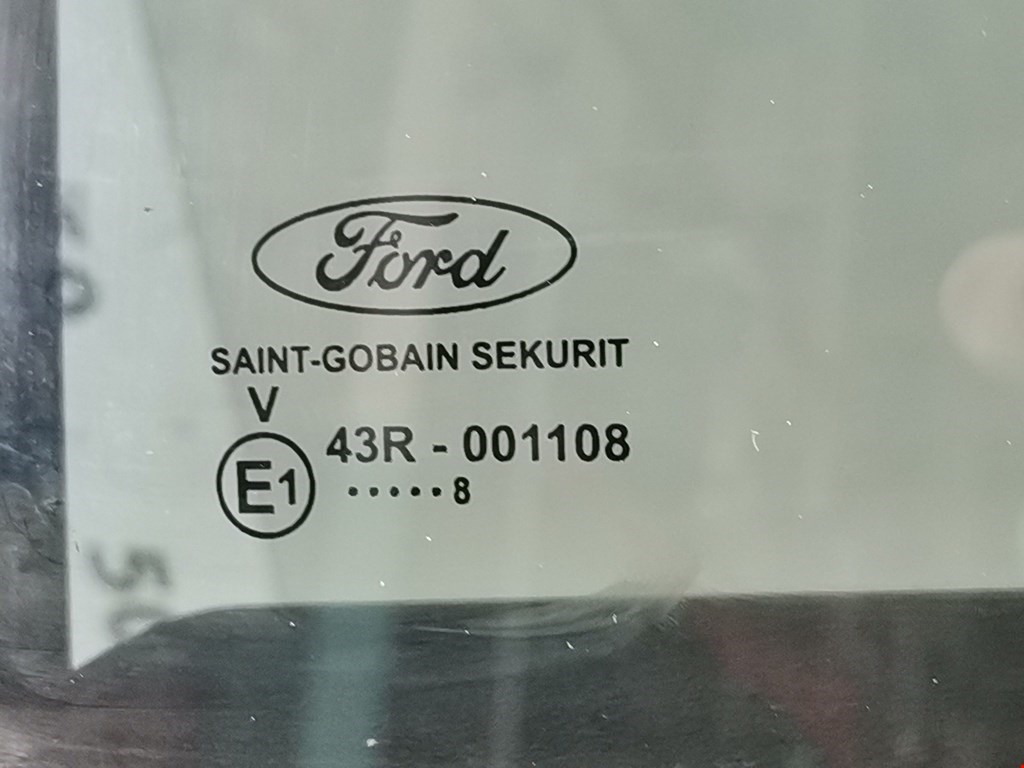 Ford
SAINT-GOBAIN SEKURIT
V
43R - 001108
E1
·····8